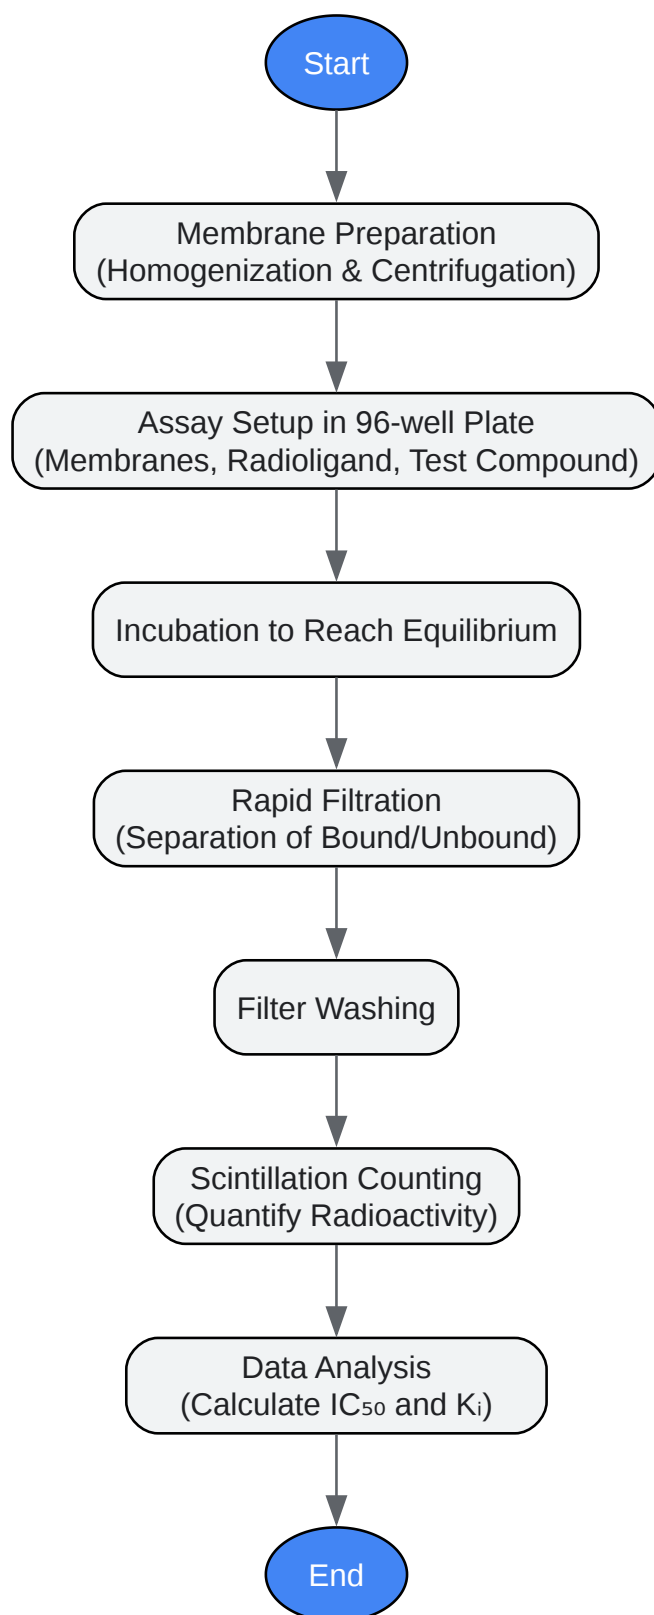 Start
Membrane Preparation
(Homogenization & Centrifugation)
Assay Setup in 96-well Plate
(Membranes, Radioligand, Test Compound)
Incubation to Reach Equilibrium
Rapid Filtration
(Separation of Bound/Unbound)
Filter Washing
Scintillation Counting
(Quantify Radioactivity)
Data Analysis
(Calculate IC₅₀ and Kᵢ)
End